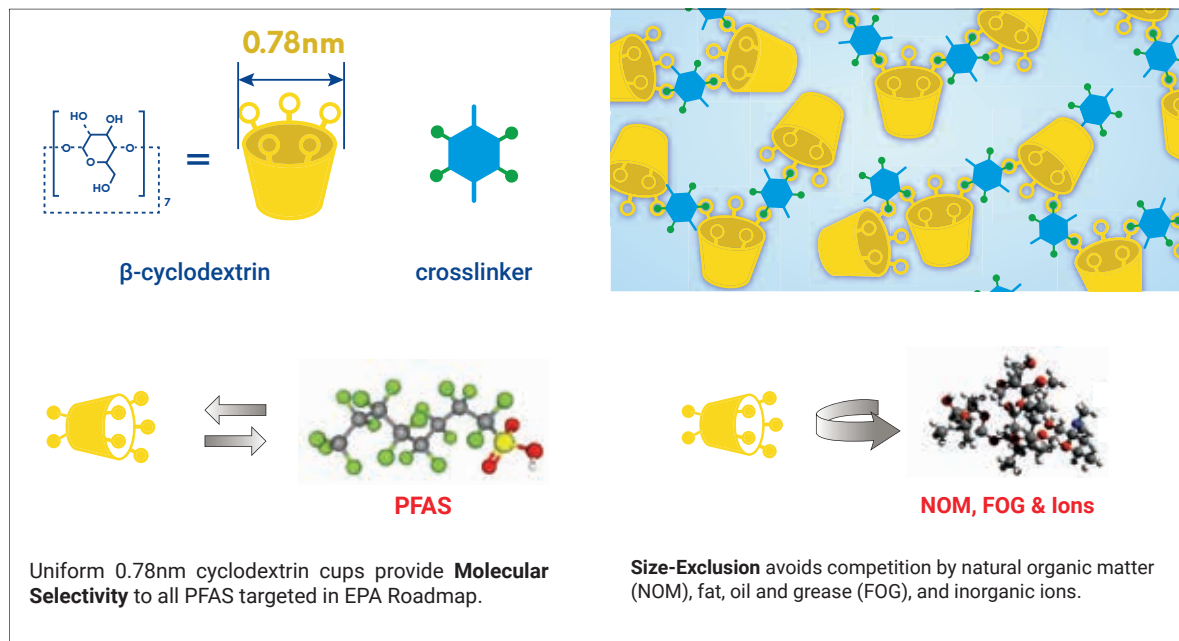 0.78nm
HO
HO
OH
O
O
O
HO
7
=
β-cyclodextrin
crosslinker
PFAS
NOM, FOG & Ions
Uniform 0.78nm cyclodextrin cups provide Molecular
Selectivity to all PFAS targeted in EPA Roadmap.
Size-Exclusion avoids competition by natural organic matter
(NOM), fat, oil and grease (FOG), and inorganic ions.